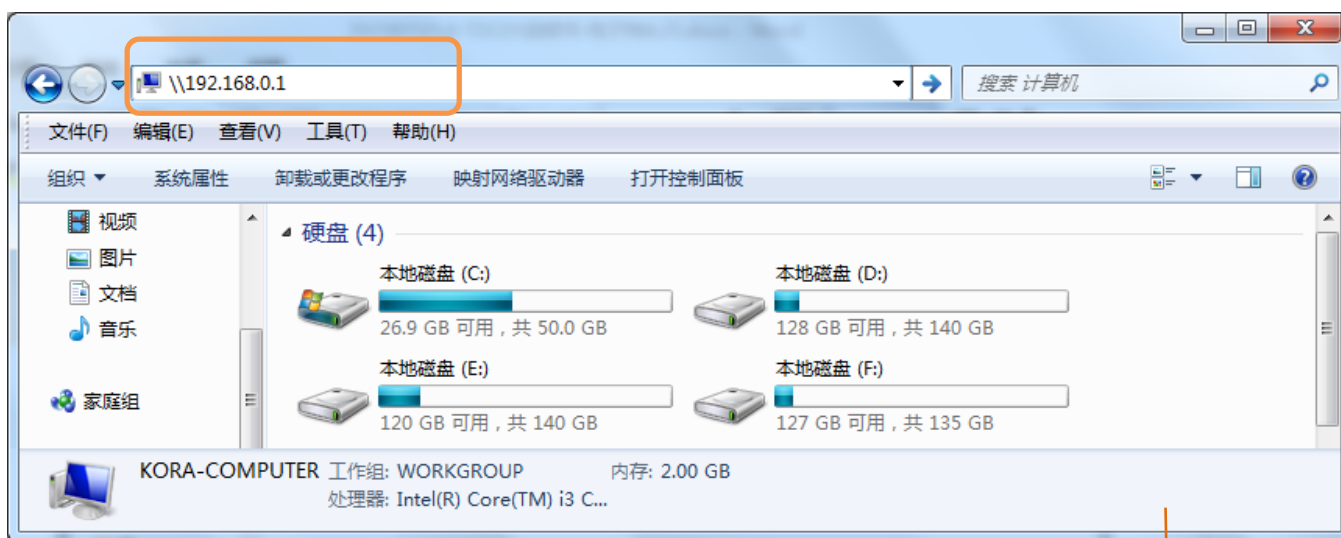 \\192.168.0.1
搜索 计算机
文件(F) 编辑(E) 查看(V) 工具(T) 帮助(H)
组织 系统属性 卸载或更改程序 映射网络驱动器 打开控制面板
视频
图片
文档
音乐
家庭组
硬盘 (4)
本地磁盘 (C:)
26.9 GB 可用，共 50.0 GB
本地磁盘 (D:)
128 GB 可用，共 140 GB
本地磁盘 (E:)
120 GB 可用，共 140 GB
本地磁盘 (F:)
127 GB 可用，共 135 GB
KORA-COMPUTER 工作组: WORKGROUP 内存: 2.00 GB
处理器: Intel(R) Core(TM) i3 C...